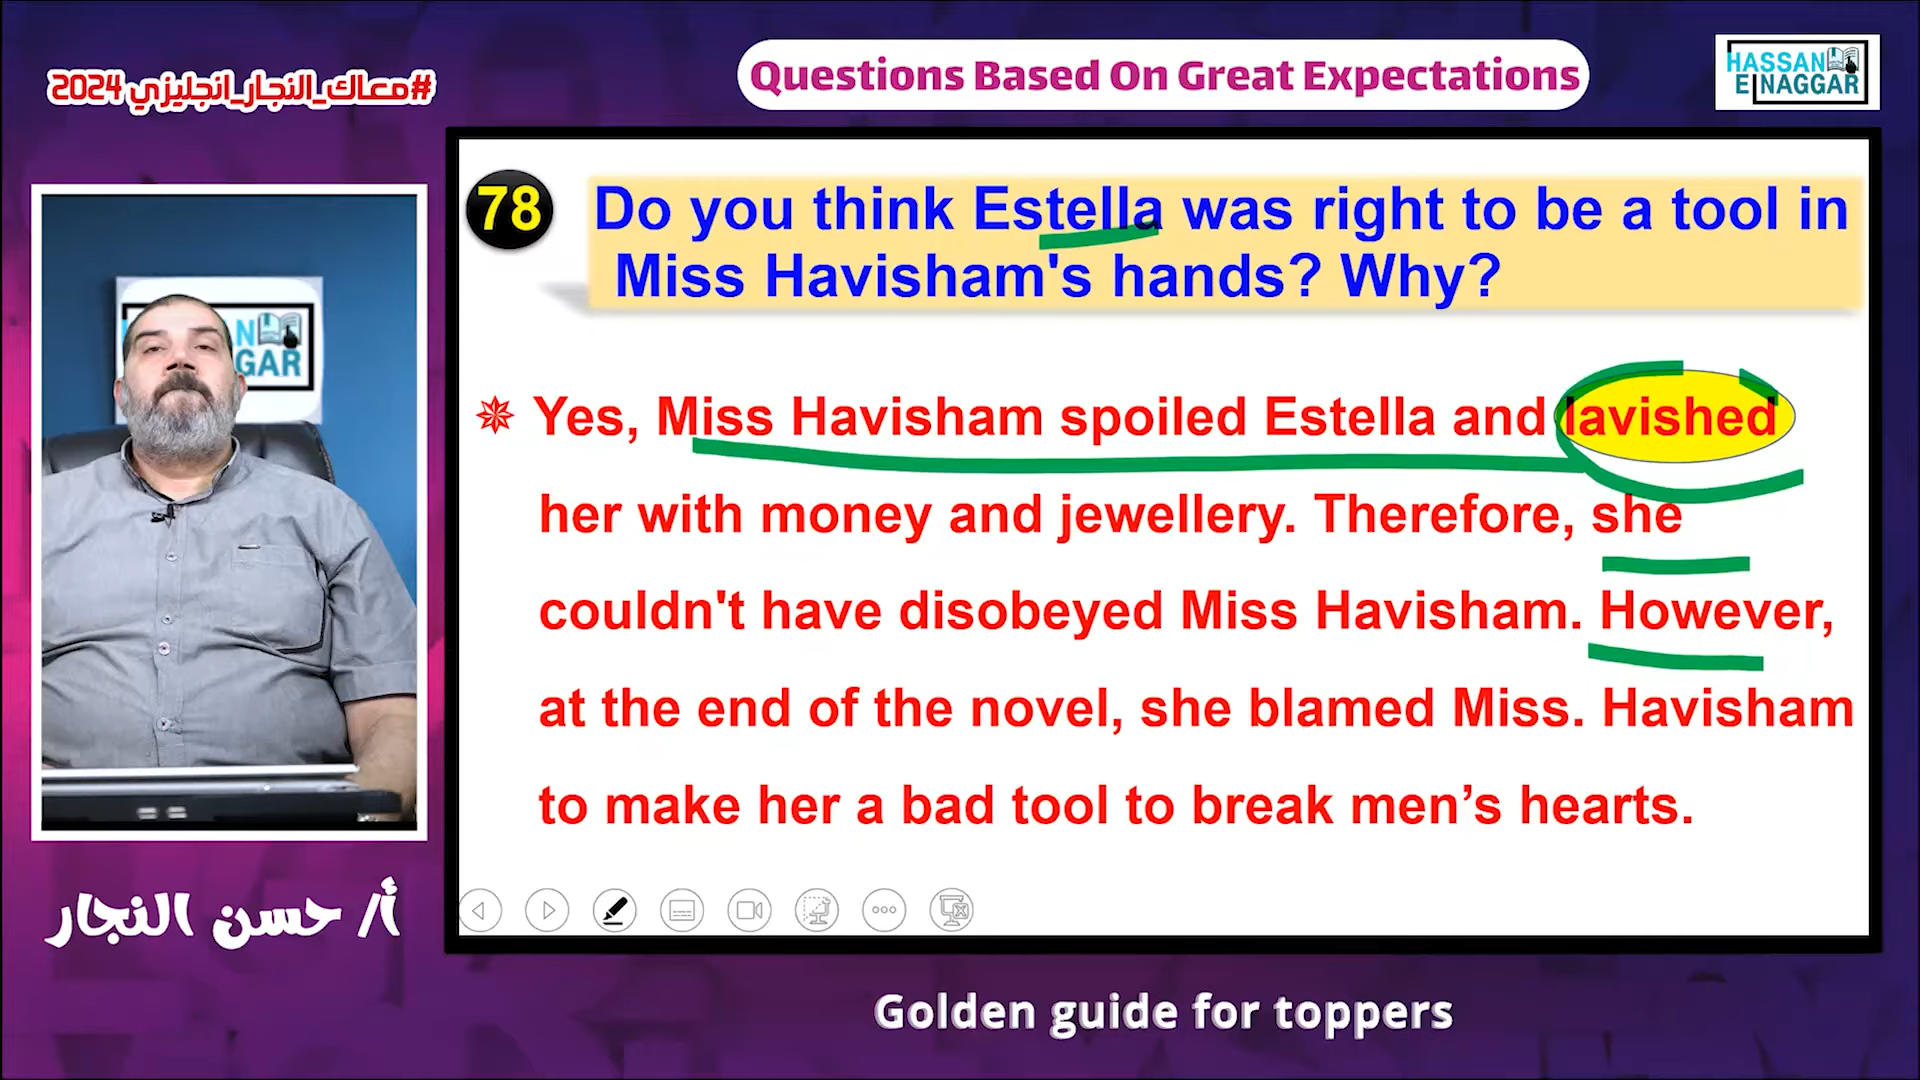 #معاك_النجار_انجليزي 2024
Questions Based On Great Expectations
HASSAN
ElNAGGAR
78
Do you think Estella was right to be a tool in
Miss Havisham's hands? Why?
N
GAR
Yes, Miss Havisham spoiled Estella and lavished
her with money and jewellery. Therefore, she
couldn't have disobeyed Miss Havisham. However,
at the end of the novel, she blamed Miss. Havisham
to make her a bad tool to break men’s hearts.
أ/ حسن النجار
Golden guide for toppers